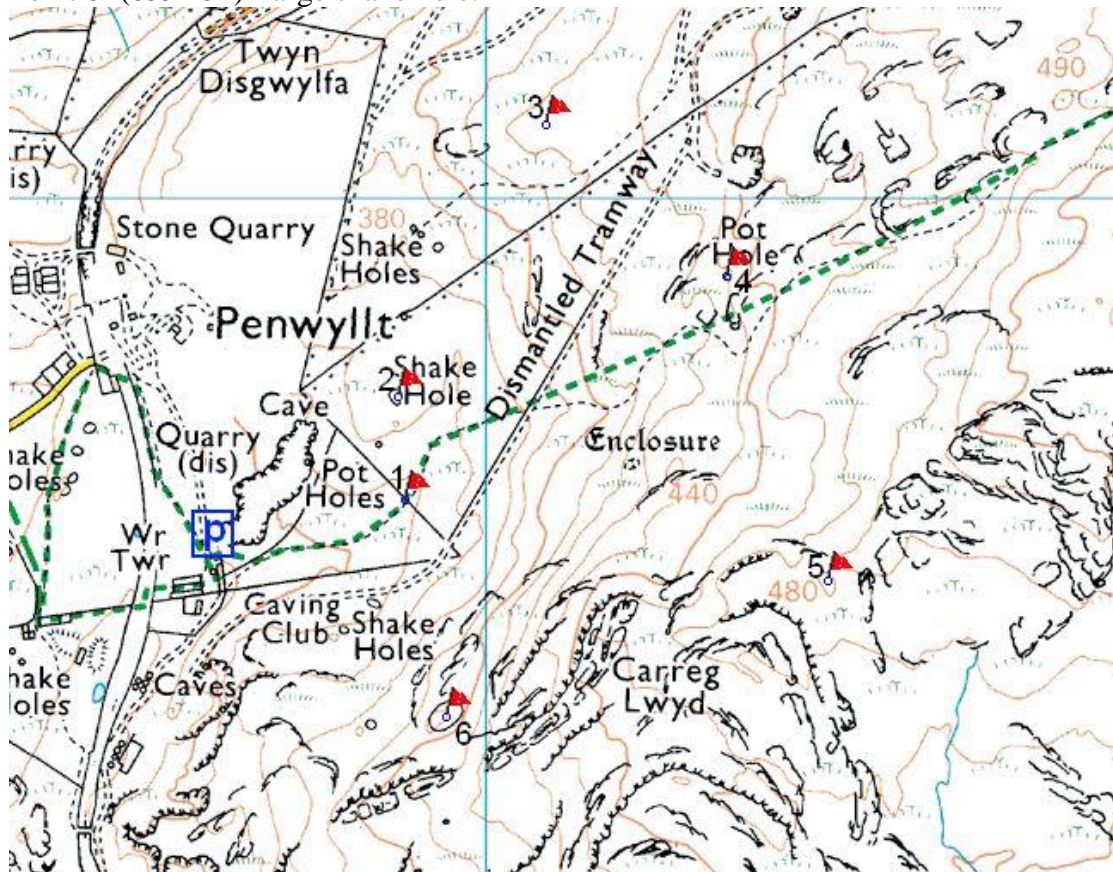 Twyn
Disgwylfa
490
3
rry
is)
Stone Quarry
380
Shake
Holes
Pot
Hole
4
Dismantled Tramway
Penwyllt
2
Shake
Hole
Cave
Quarry
(dis)
Enclosure
hake
oles
Pot
Holes
1
440
P
Wr
Twr
5
480
Caving
Club
Shake
Holes
Carreg
Lwyd
hake
oles
Caves
6